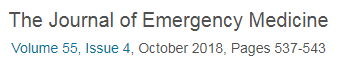 The Journal of Emergency Medicine
Volume 55, Issue 4, October 2018, Pages 537-543